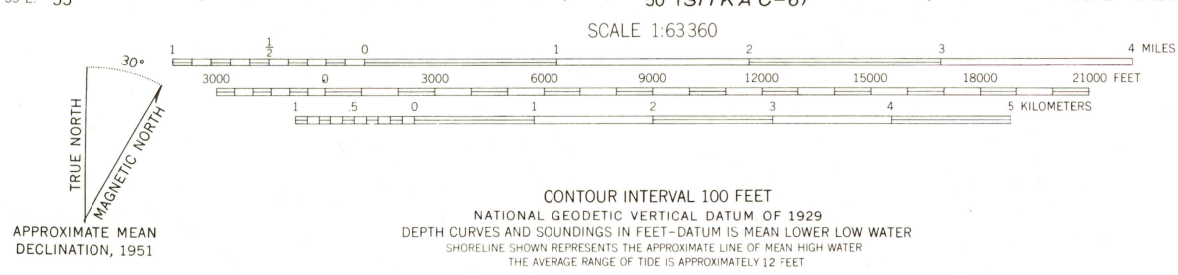 55
50 (SITKA C-6)
SCALE 1:63360
1 ½ 0 1 2 3 4 MILES
3000 0 3000 6000 9000 12000 15000 18000 21000 FEET
1 .5 0 1 2 3 4 5 KILOMETERS
30°
TRUE NORTH
MAGNETIC NORTH
APPROXIMATE MEAN
DECLINATION, 1951
CONTOUR INTERVAL 100 FEET
NATIONAL GEODETIC VERTICAL DATUM OF 1929
DEPTH CURVES AND SOUNDINGS IN FEET-DATUM IS MEAN LOWER LOW WATER
SHORELINE SHOWN REPRESENTS THE APPROXIMATE LINE OF MEAN HIGH WATER
THE AVERAGE RANGE OF TIDE IS APPROXIMATELY 12 FEET